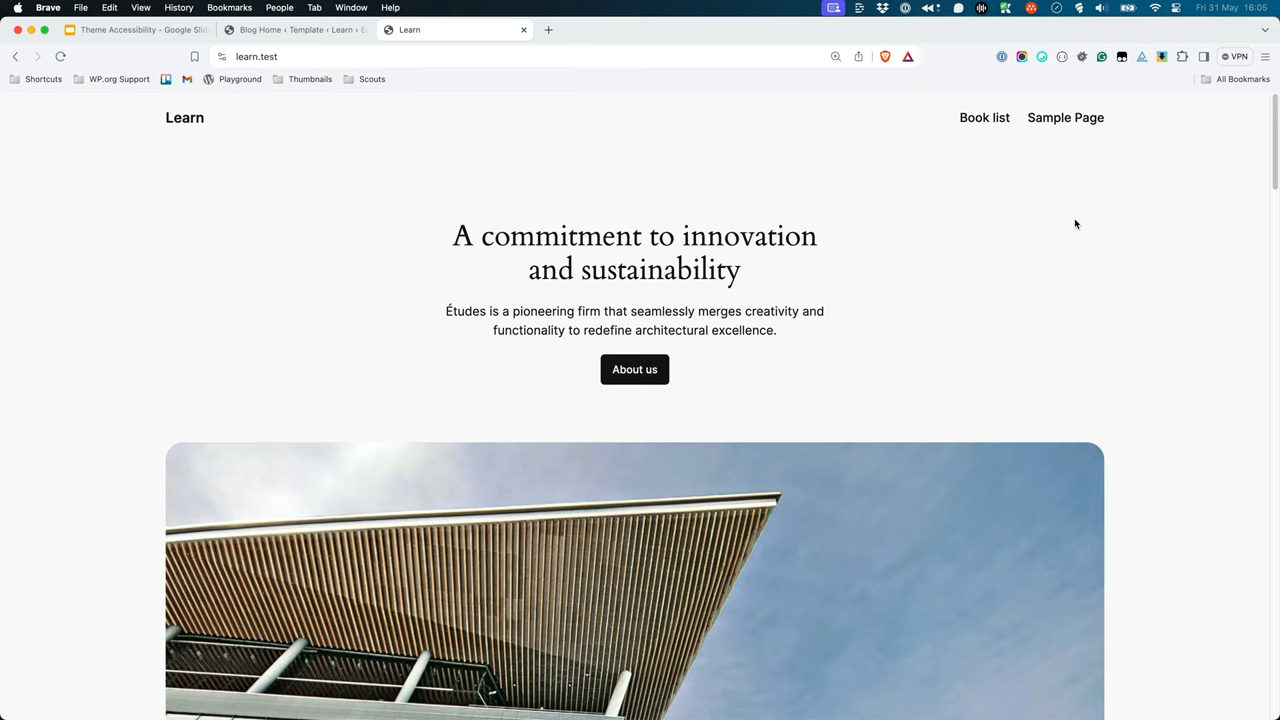 Brave File Edit View History Bookmarks People Tab Window Help Fri 31 May 16:05
Theme Accessibility - Google Slid Blog Home ‹ Template ‹ Learn ‹ E Learn
learn.test VPN
Shortcuts WP.org Support Playground Thumbnails Scouts All Bookmarks
Learn Book list Sample Page
A commitment to innovation
and sustainability
Études is a pioneering firm that seamlessly merges creativity and
functionality to redefine architectural excellence.
About us